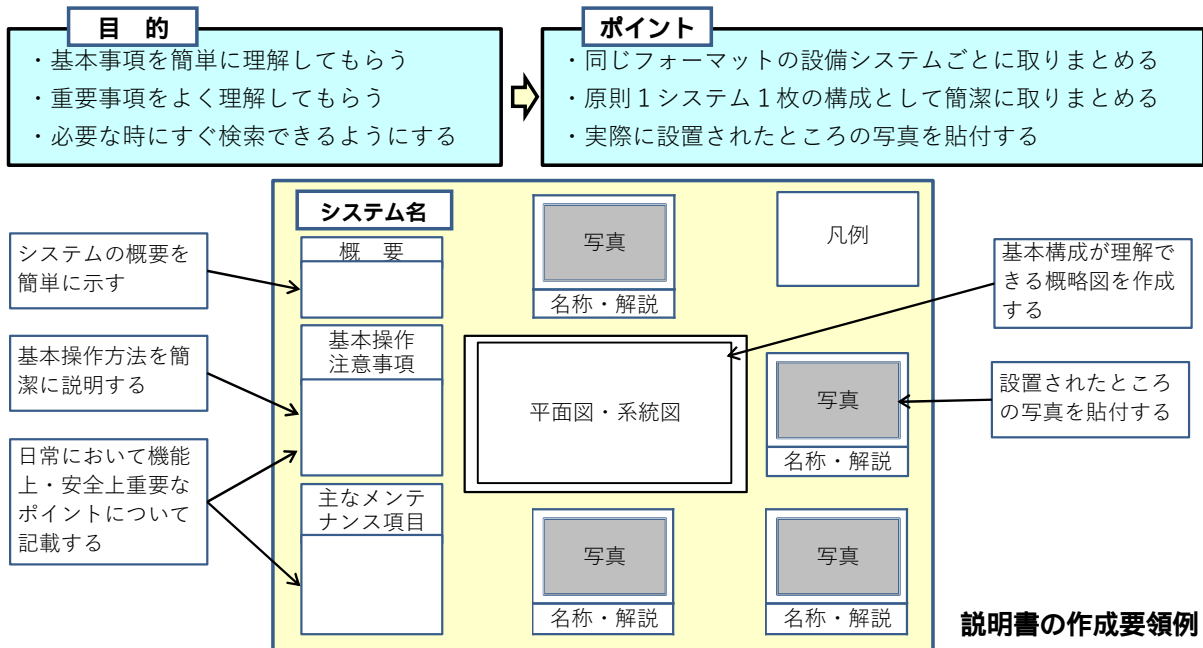 目 的
・基本事項を簡単に理解してもらう
・重要事項をよく理解してもらう
・必要な時にすぐ検索できるようにする
ポイント
・同じフォーマットの設備システムごとに取りまとめる
・原則１システム１枚の構成として簡潔に取りまとめる
・実際に設置されたところの写真を貼付する
システムの概要を
簡単に示す
基本操作方法を簡
潔に説明する
日常において機能
上・安全上重要な
ポイントについて
記載する
システム名
概 要
基本操作
注意事項
主なメンテ
ナンス項目
写真
名称・解説
凡例
平面図・系統図
写真
名称・解説
写真
名称・解説
写真
名称・解説
基本構成が理解で
きる概略図を作成
する
設置されたところ
の写真を貼付する
説明書の作成要領例